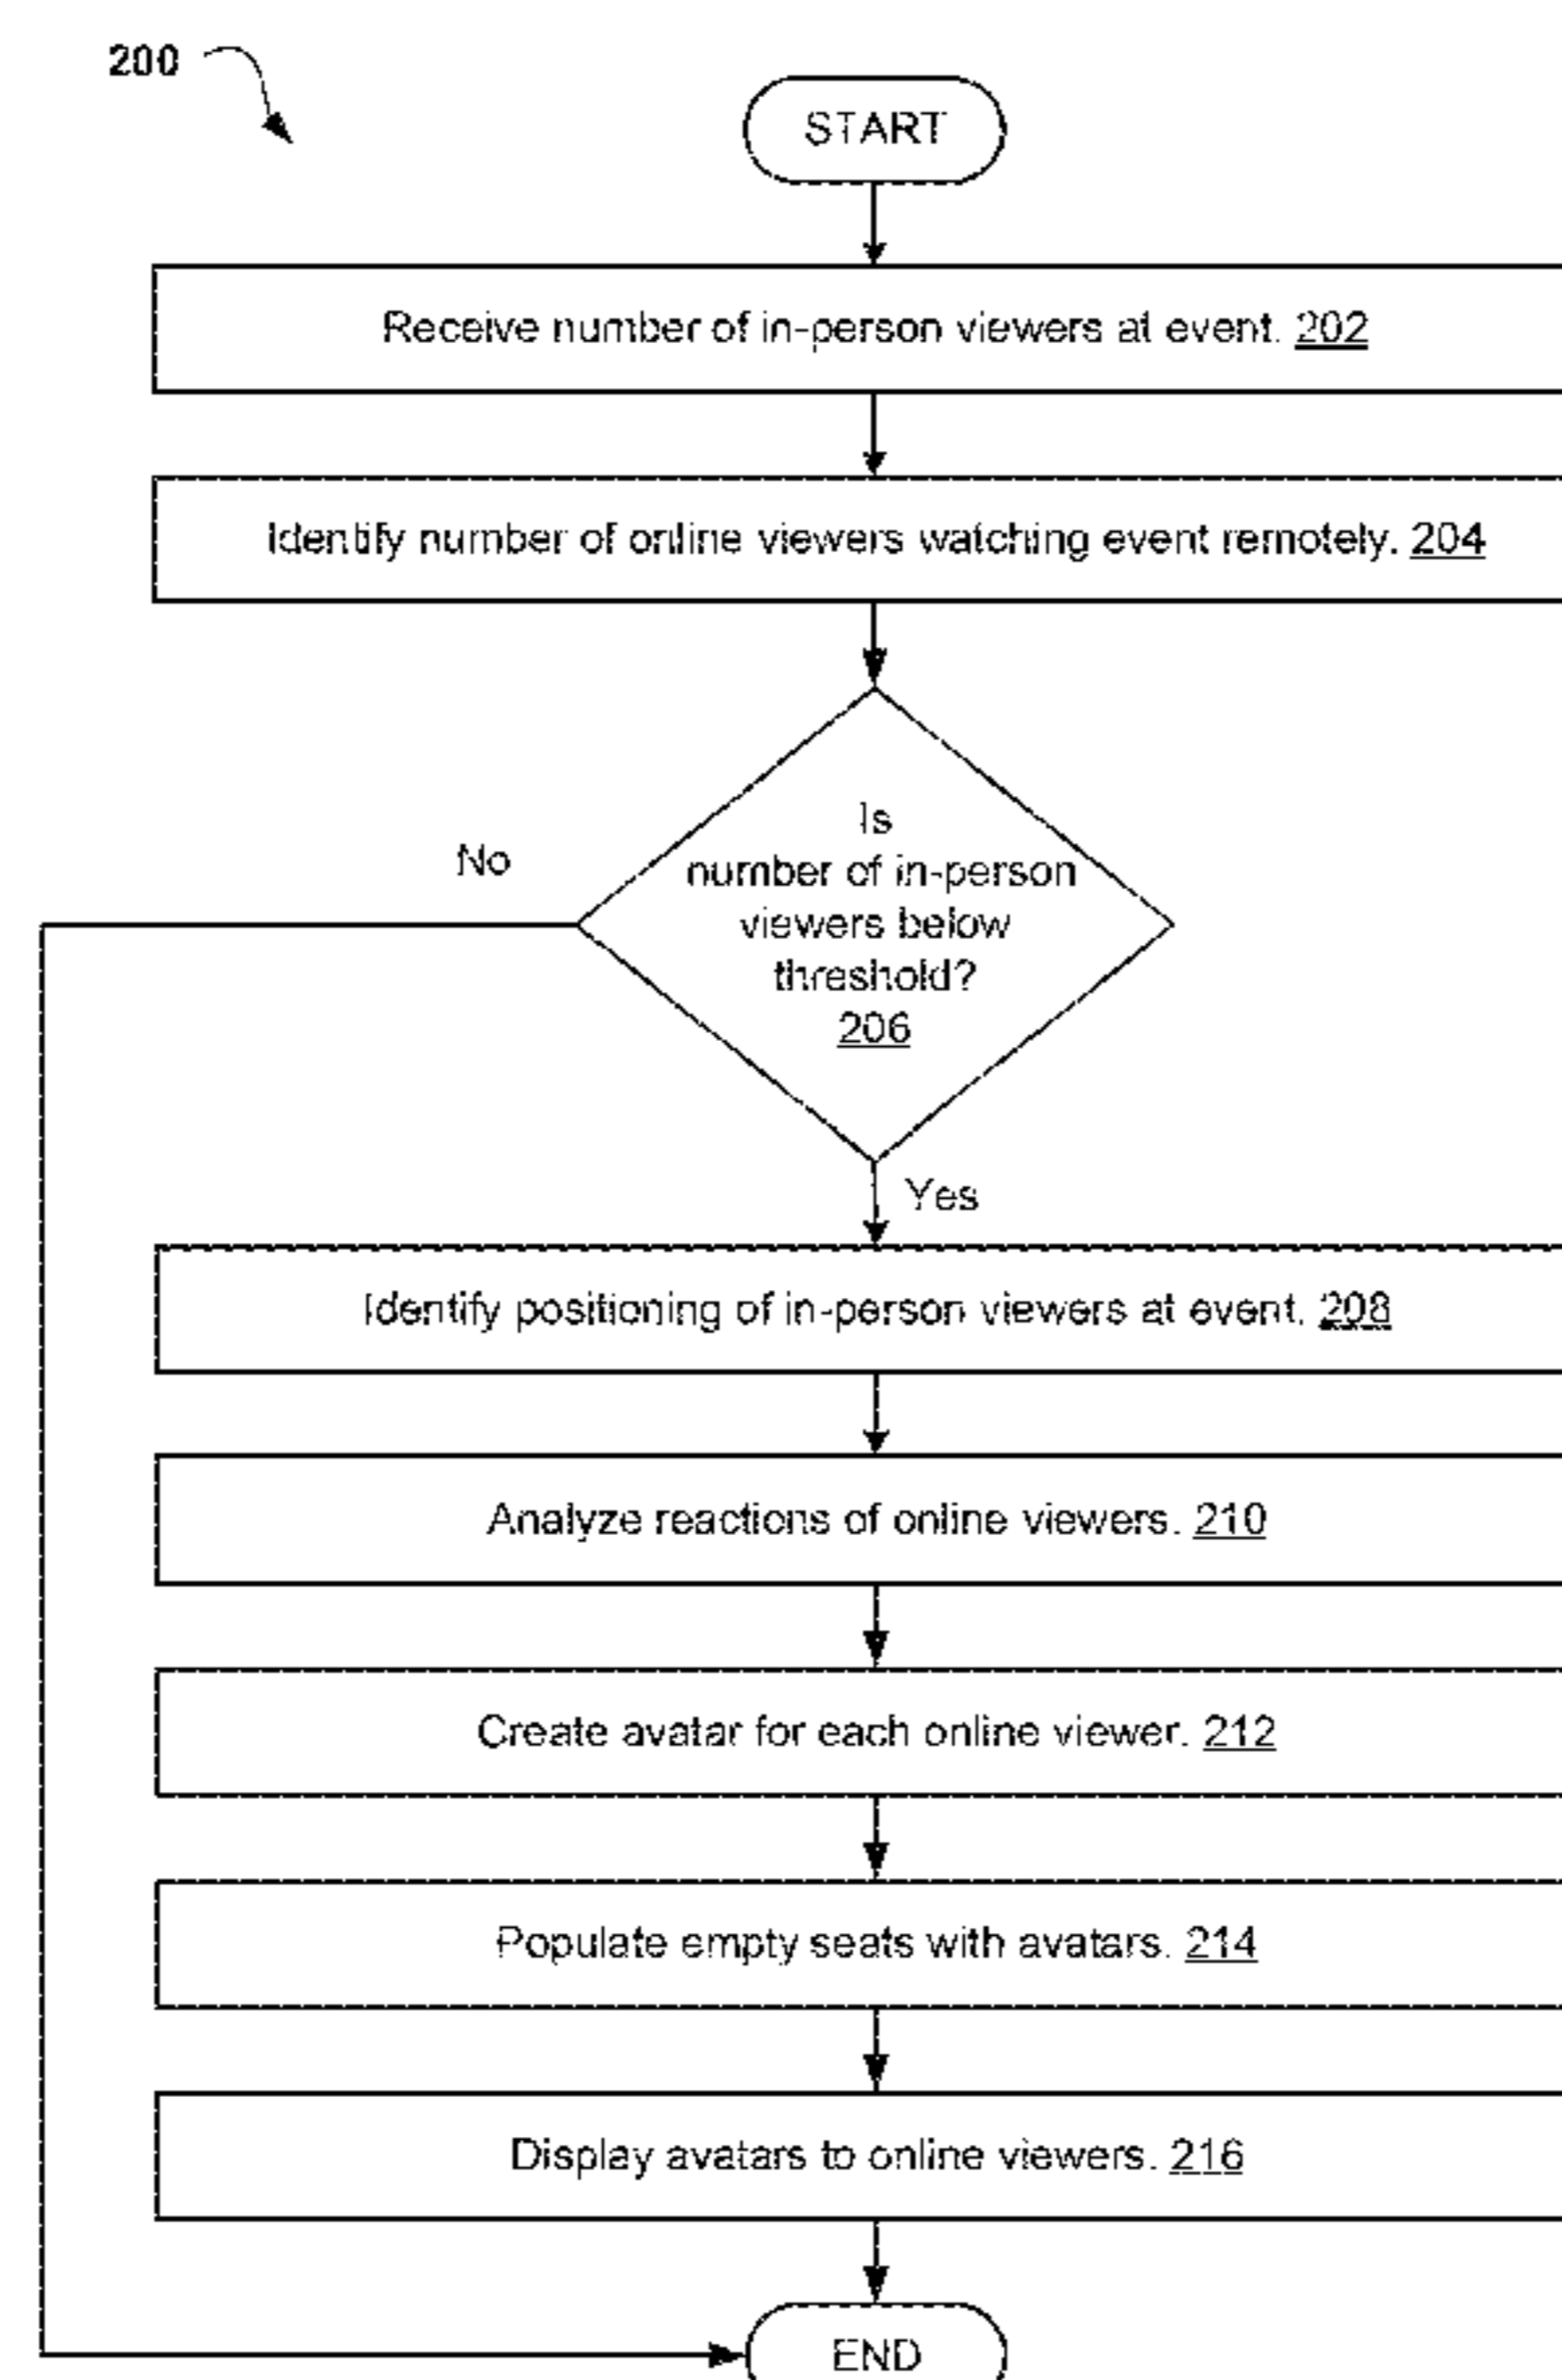 200
START
Receive number of in-person viewers at event. 202
Identify number of online viewers watching event remotely. 204
Is
number of in-person
viewers below
threshold?
206
No
Yes
Identify positioning of in-person viewers at event. 208
Analyze reactions of online viewers. 210
Create avatar for each online viewer. 212
Populate empty seats with avatars. 214
Display avatars to online viewers. 216
END